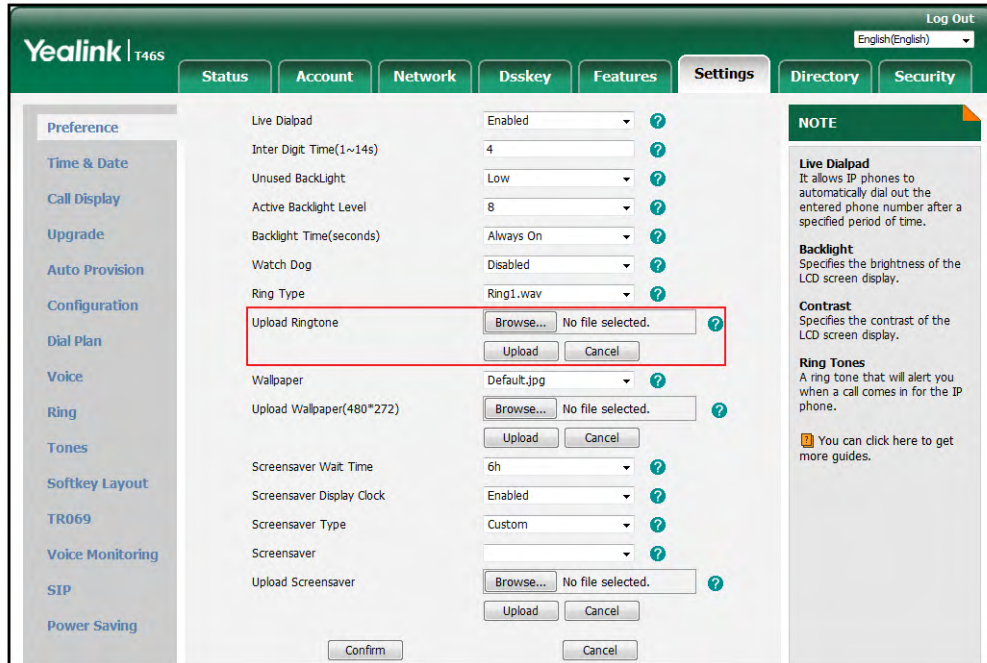 Log Out
Yealink | T46S
English(English)
Status Account Network Dsskey Features Settings Directory Security
Preference
Time & Date
Call Display
Upgrade
Auto Provision
Configuration
Dial Plan
Voice
Ring
Tones
Softkey Layout
TR069
Voice Monitoring
SIP
Power Saving
Live Dialpad Enabled ?
Inter Digit Time(1~14s) 4 ?
Unused BackLight Low ?
Active Backlight Level 8 ?
Backlight Time(seconds) Always On ?
Watch Dog Disabled ?
Ring Type Ring1.wav ?
Upload Ringtone Browse... No file selected. ?
Upload Cancel
Wallpaper Default.jpg ?
Upload Wallpaper(480*272) Browse... No file selected. ?
Upload Cancel
Screensaver Wait Time 6h ?
Screensaver Display Clock Enabled ?
Screensaver Type Custom ?
Screensaver ?
Upload Screensaver Browse... No file selected. ?
Upload Cancel
Confirm Cancel
NOTE
Live Dialpad
It allows IP phones to
automatically dial out the
entered phone number after a
specified period of time.
Backlight
Specifies the brightness of the
LCD screen display.
Contrast
Specifies the contrast of the
LCD screen display.
Ring Tones
A ring tone that will alert you
when a call comes in for the IP
phone.
? You can click here to get
more guides.